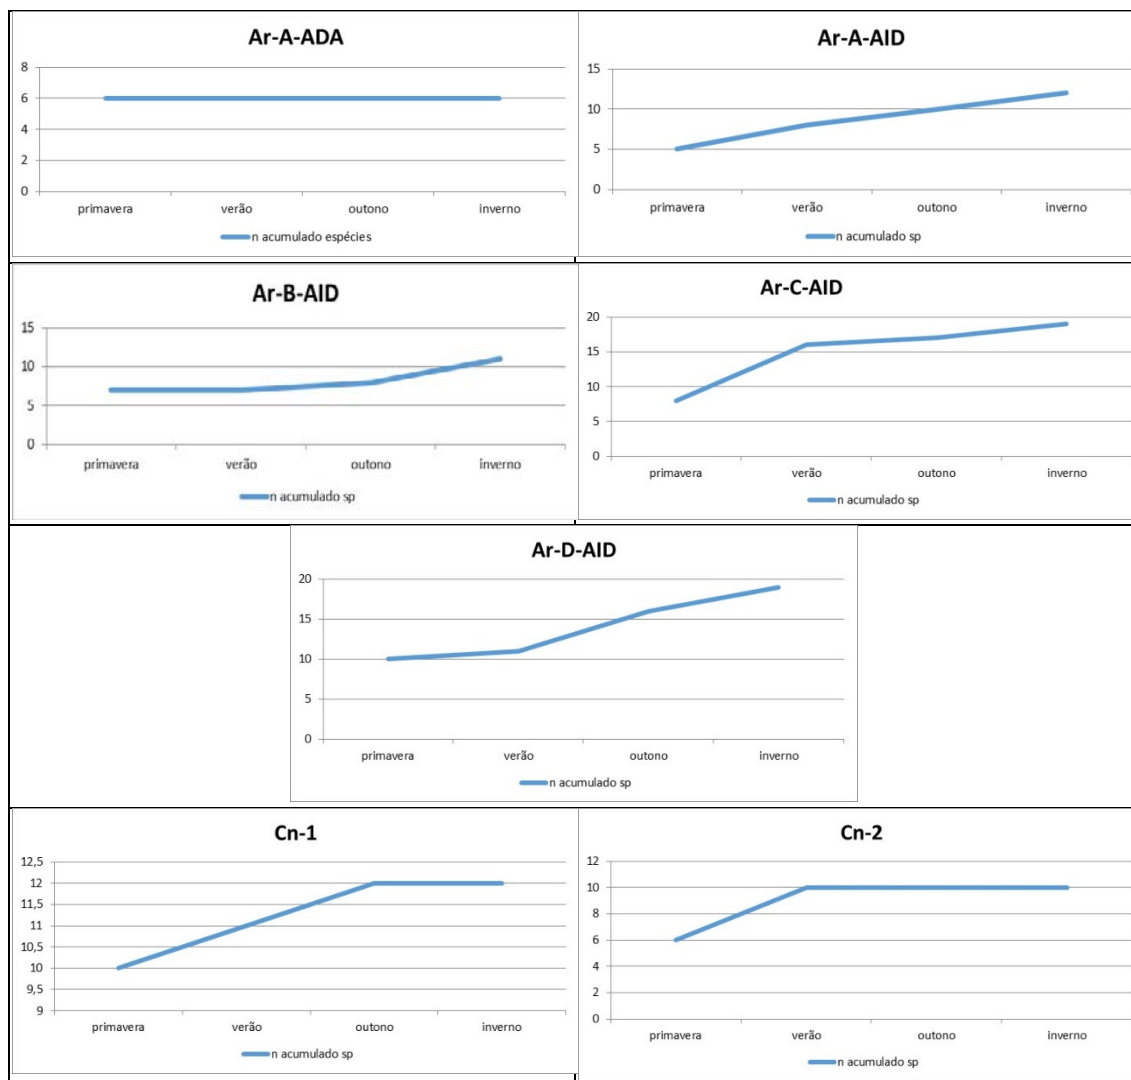 Ar-A-ADA
8
6
4
2
0
primavera verão outono inverno
n acumulado espécies
Ar-A-AID
15
10
5
0
primavera verão outono inverno
n acumulado sp
Ar-B-AID
15
10
5
0
primavera verão outono inverno
n acumulado sp
Ar-C-AID
20
15
10
5
0
primavera verão outono inverno
n acumulado sp
Ar-D-AID
20
15
10
5
0
primavera verão outono inverno
n acumulado sp
Cn-1
12,5
12
11,5
11
10,5
10
9,5
9
primavera verão outono inverno
n acumulado sp
Cn-2
12
10
8
6
4
2
0
primavera verão outono inverno
n acumulado sp